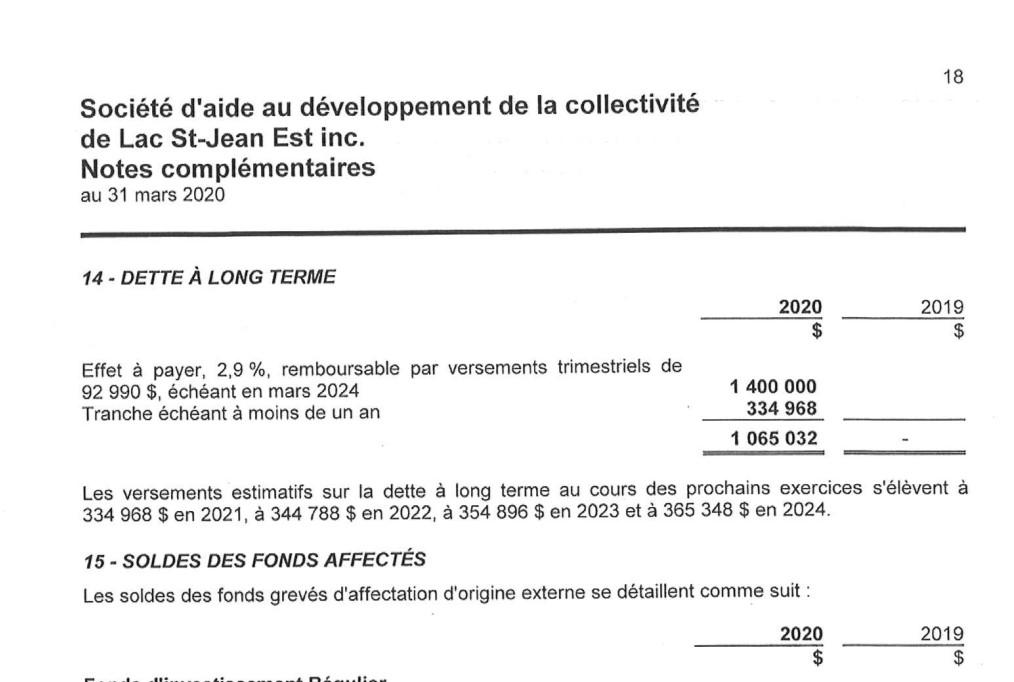 18
Société d'aide au développement de la collectivité
de Lac St-Jean Est inc.
Notes complémentaires
au 31 mars 2020
14 - DETTE À LONG TERME
2020 2019
$ $
Effet à payer, 2,9 %, remboursable par versements trimestriels de
92 990 $, échéant en mars 2024 1 400 000
Tranche échéant à moins de un an 334 968
1 065 032 -
Les versements estimatifs sur la dette à long terme au cours des prochains exercices s'élèvent à
334 968 $ en 2021, à 344 788 $ en 2022, à 354 896 $ en 2023 et à 365 348 $ en 2024.
15 - SOLDES DES FONDS AFFECTÉS
Les soldes des fonds grevés d'affectation d'origine externe se détaillent comme suit :
2020 2019
$ $
Fonds d'investissement Régulier